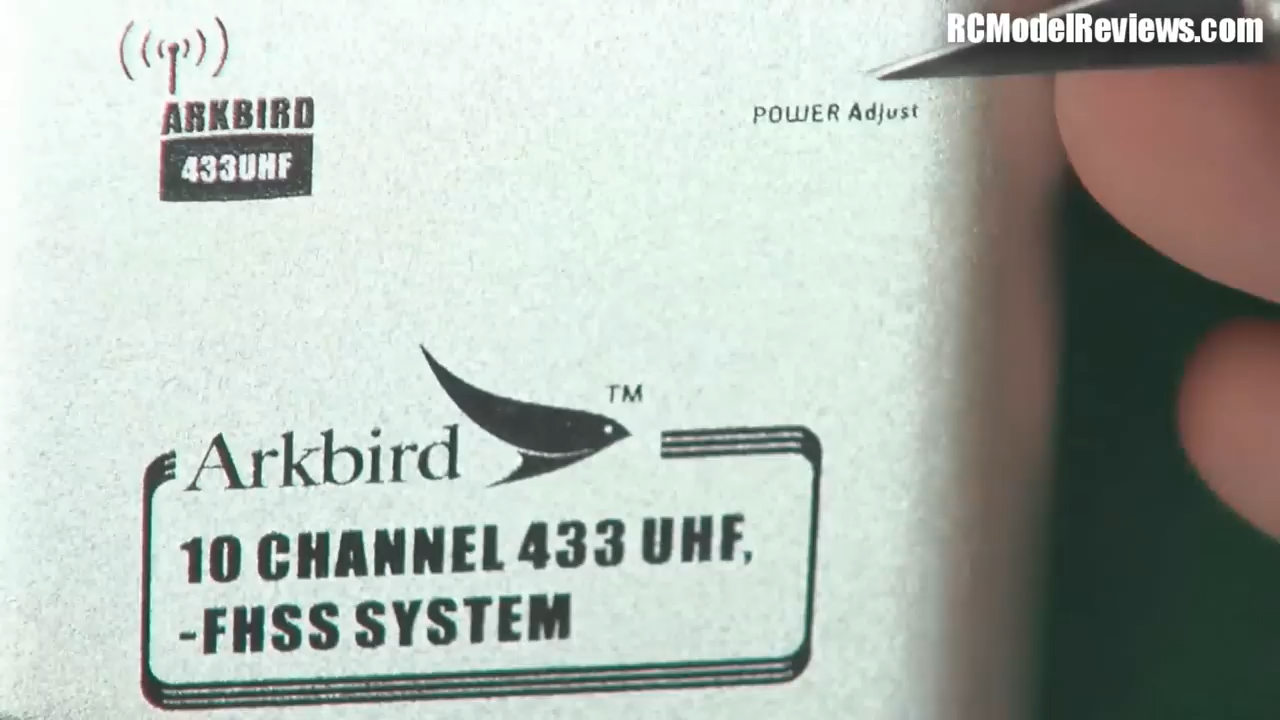 RCModelReviews.com
ARKBIRD
433UHF
POWER Adjust
TM
Arkbird
10 CHANNEL 433 UHF,
-FHSS SYSTEM